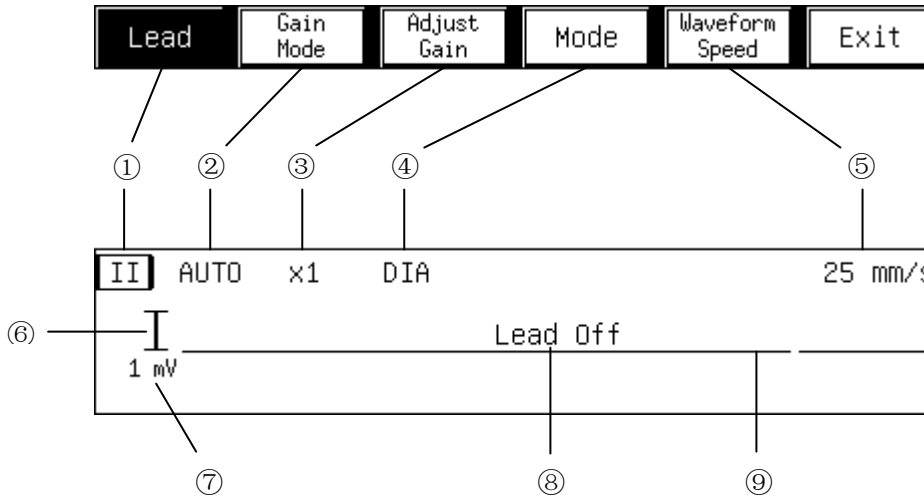 Lead Gain Mode Adjust Gain Mode Waveform Speed Exit
① ② ③ ④ ⑤
II AUTO x1 DIA 25 mm/s
⑥ Lead Off
1 mV
⑦ ⑧ ⑨